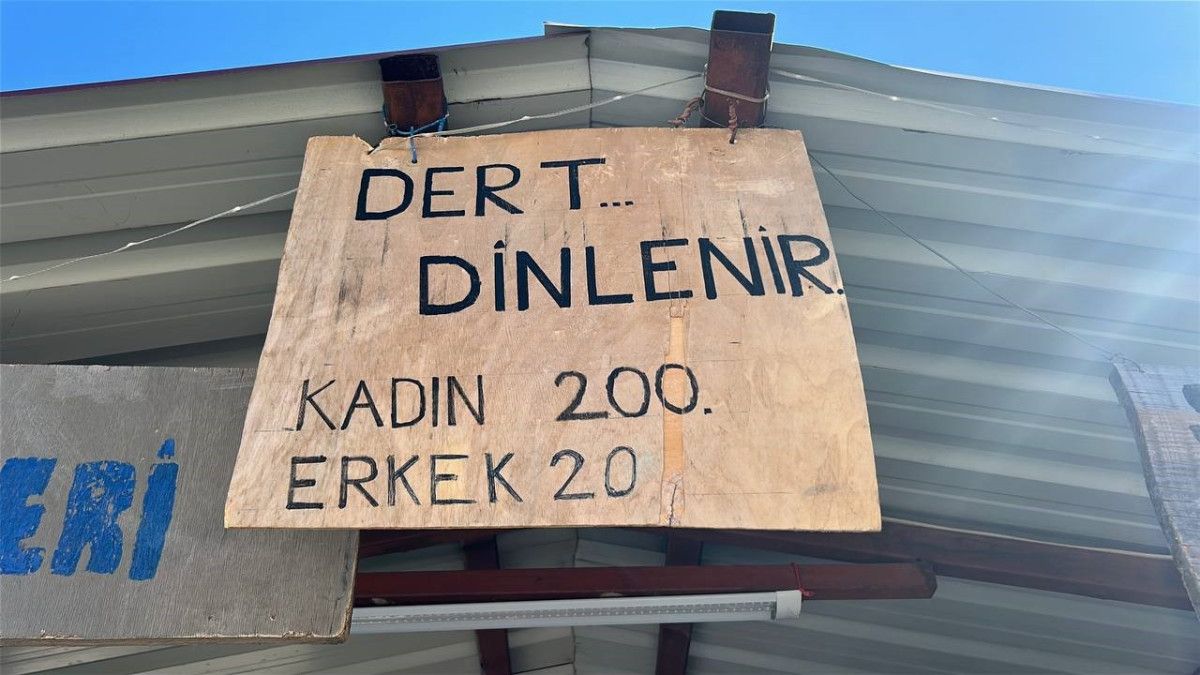 DERT...
DİNLENİR.
KADIN 200.
ERKEK 20
ERİ